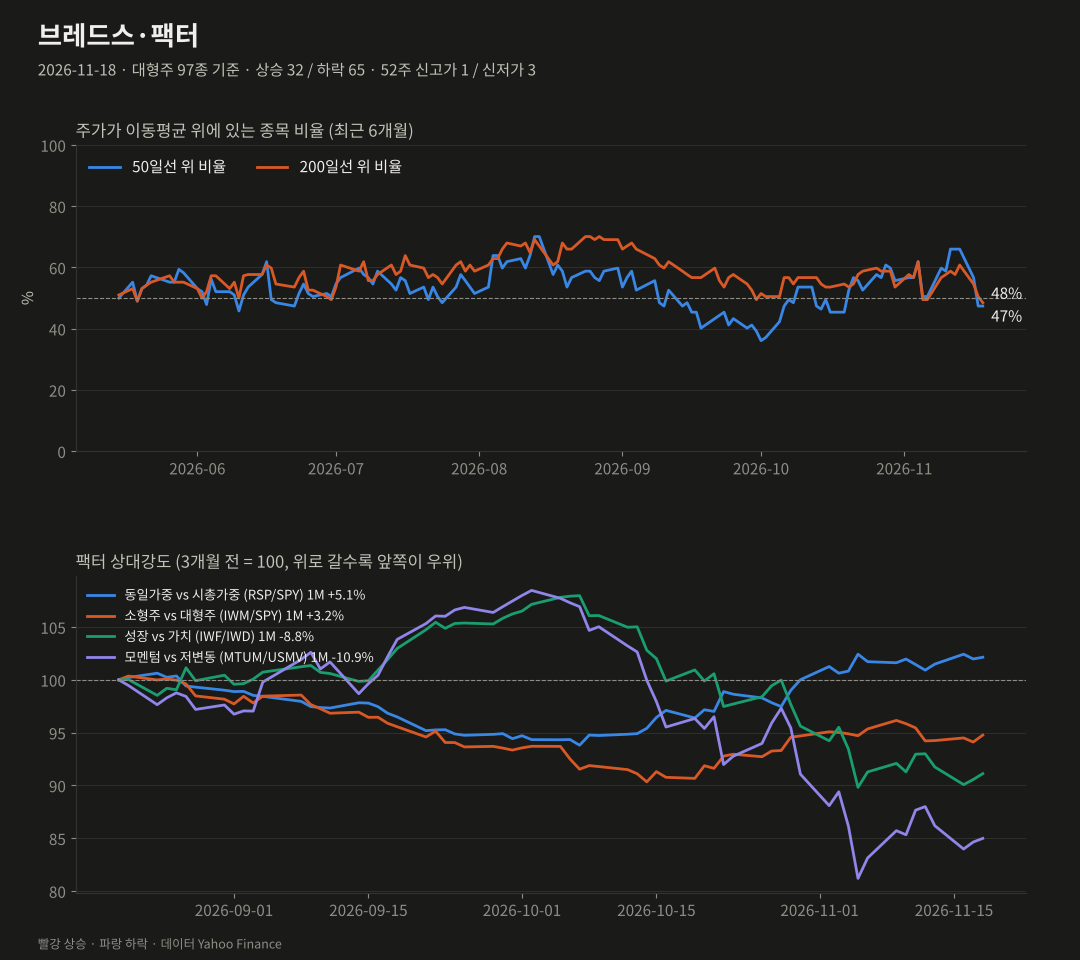 브레드스·팩터
2026-11-18 · 대형주 97종 기준 · 상승 32 / 하락 65 · 52주 신고가 1 / 신저가 3
주가가 이동평균 위에 있는 종목 비율 (최근 6개월)
50일선 위 비율
200일선 위 비율
100
80
60
40
20
0
%
48%
47%
2026-06
2026-07
2026-08
2026-09
2026-10
2026-11
팩터 상대강도 (3개월 전 = 100, 위로 갈수록 앞쪽이 우위)
동일가중 vs 시총가중 (RSP/SPY) 1M +5.1%
소형주 vs 대형주 (IWM/SPY) 1M +3.2%
성장 vs 가치 (IWF/IWD) 1M -8.8%
모멘텀 vs 저변동 (MTUM/USMV) 1M -10.9%
105
100
95
90
85
80
2026-09-01
2026-09-15
2026-10-01
2026-10-15
2026-11-01
2026-11-15
빨강 상승 · 파랑 하락 · 데이터 Yahoo Finance